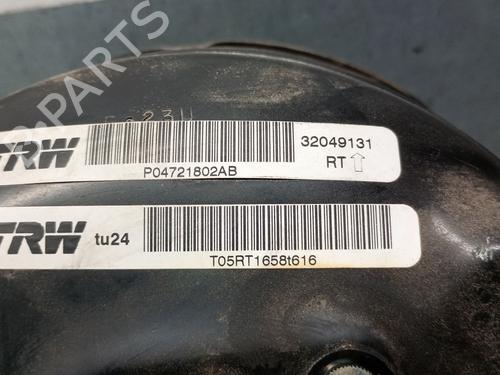 B-PARTS
TRW
32049131
P04721802AB
RT
TRW tu24
T05RT1658t616